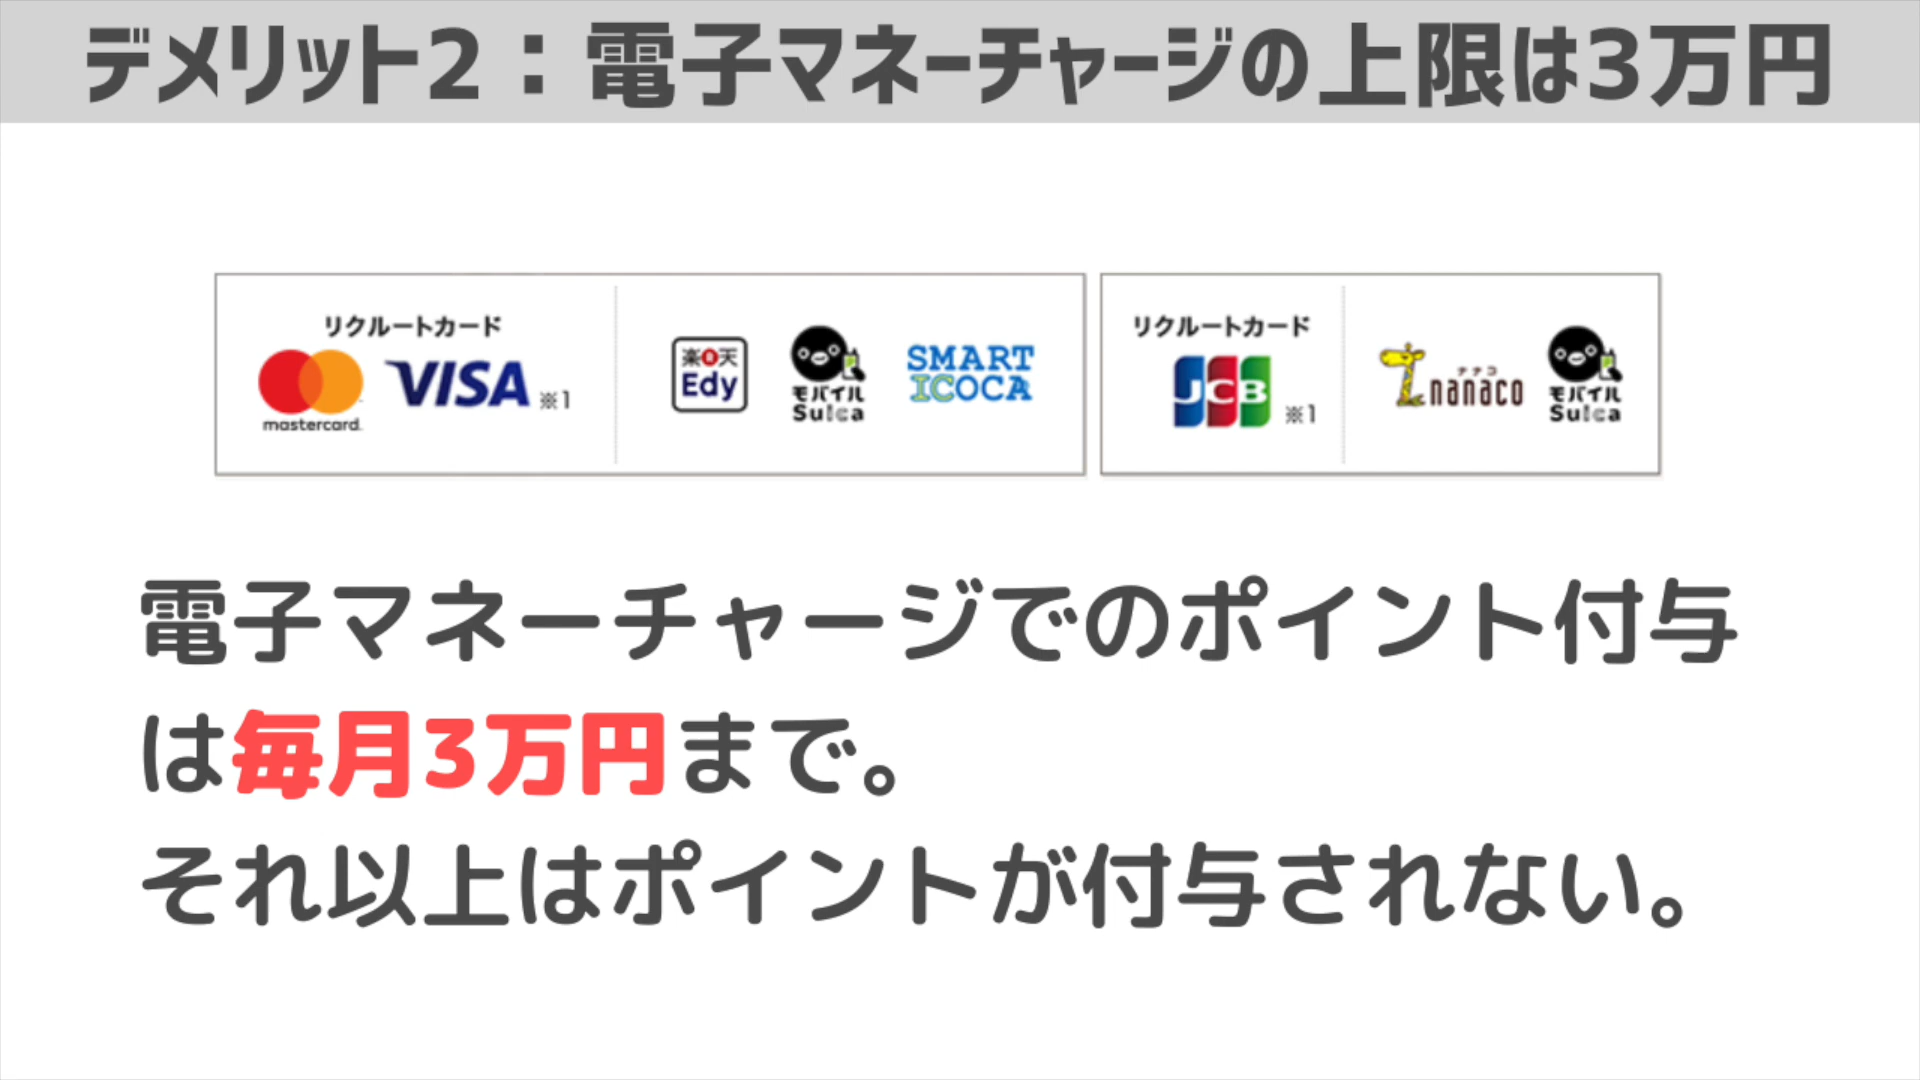 デメリット2：電子マネーチャージの上限は3万円
リクルートカード
mastercard.
VISA ※1
楽天
Edy
モバイル
Suica
SMART
ICOCA
リクルートカード
JCB ※1
ナナコ
nanaco
モバイル
Suica
電子マネーチャージでのポイント付与
は毎月3万円まで。
それ以上はポイントが付与されない。